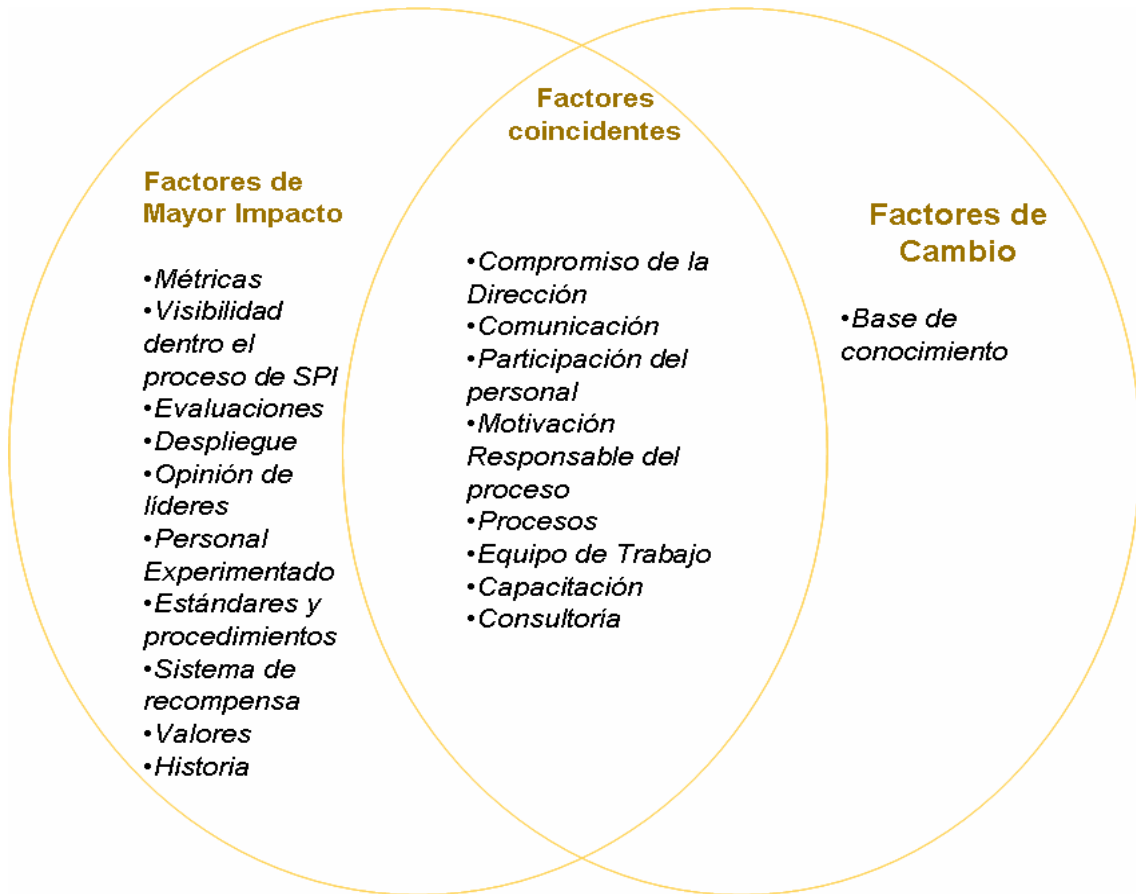 Factores
coincidentes
Factores de
Mayor Impacto
•Métricas
•Visibilidad
dentro el
proceso de SPI
•Evaluaciones
•Despliegue
•Opinión de
líderes
•Personal
Experimentado
•Estándares y
procedimientos
•Sistema de
recompensa
•Valores
•Historia
•Compromiso de la
Dirección
•Comunicación
•Participación del
personal
•Motivación
Responsable del
proceso
•Procesos
•Equipo de Trabajo
•Capacitación
•Consultoría
Factores de
Cambio
•Base de
conocimiento